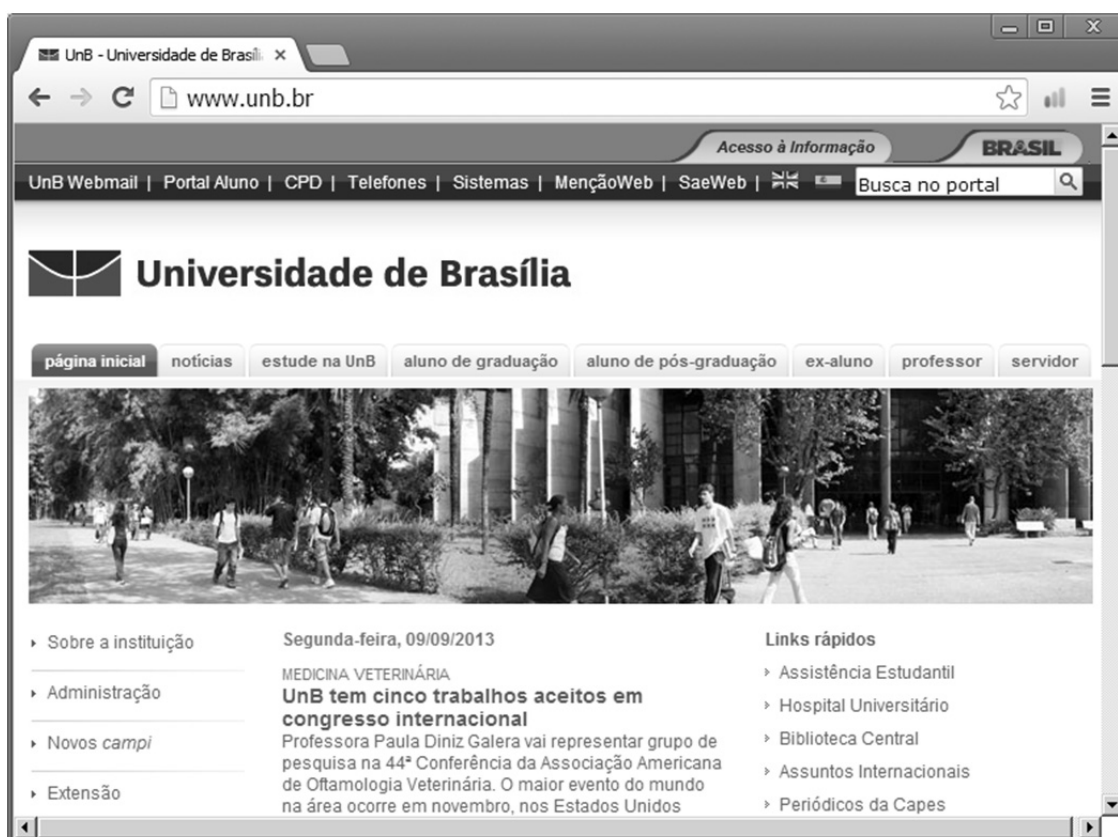 UnB - Universidade de Brasíli
www.unb.br
Acesso à Informação
BRASIL
UnB Webmail | Portal Aluno | CPD | Telefones | Sistemas | MençãoWeb | SaeWeb |
Busca no portal
Universidade de Brasília
página inicial notícias estude na UnB aluno de graduação aluno de pós-graduação ex-aluno professor servidor
Sobre a instituição
Administração
Novos campi
Extensão
Segunda-feira, 09/09/2013
MEDICINA VETERINÁRIA
UnB tem cinco trabalhos aceitos em
congresso internacional
Professora Paula Diniz Galera vai representar grupo de
pesquisa na 44ª Conferência da Associação Americana
de Oftamologia Veterinária. O maior evento do mundo
na área ocorre em novembro, nos Estados Unidos
Links rápidos
Assistência Estudantil
Hospital Universitário
Biblioteca Central
Assuntos Internacionais
Periódicos da Capes